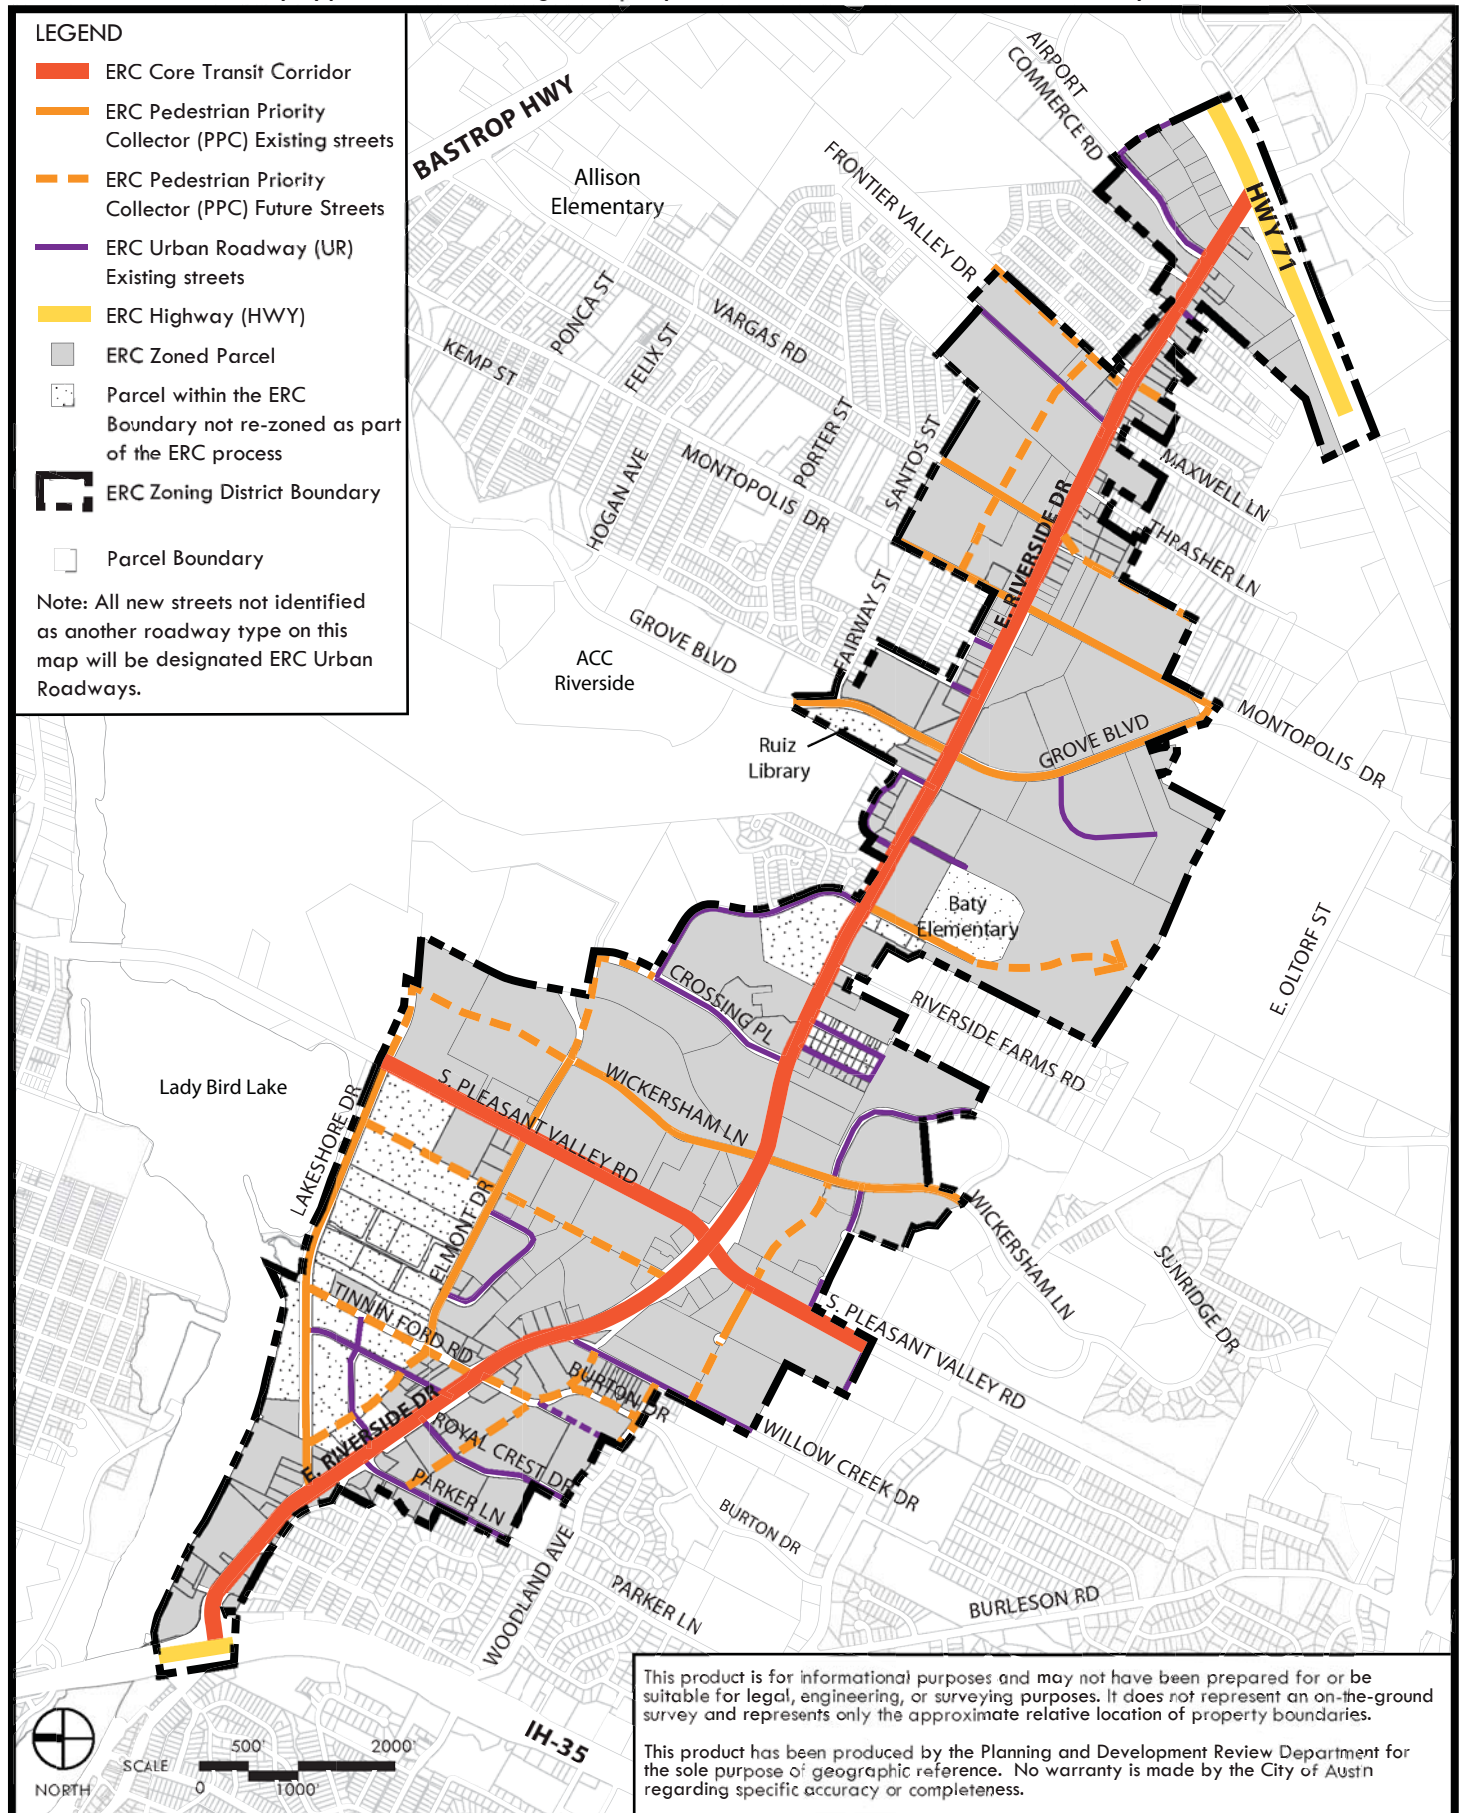 LEGEND
ERC Core Transit Corridor
ERC Pedestrian Priority
Collector (PPC) Existing streets
ERC Pedestrian Priority
Collector (PPC) Future Streets
ERC Urban Roadway (UR)
Existing streets
ERC Highway (HWY)
ERC Zoned Parcel
Parcel within the ERC
Boundary not re-zoned as part
of the ERC process
ERC Zoning District Boundary
Parcel Boundary
Note: All new streets not identified
as another roadway type on this
map will be designated ERC Urban
Roadways.
BASTROP HWY
AIRPORT
COMMERCE RD
Allison
Elementary
FRONTIER VALLEY DR
HWY 71
PONCA ST
VARGAS RD
FELIX ST
KEMP ST
PORTER ST
SANTOS ST
HOGAN AVE
MONTOPOLIS DR
MAXWELL LN
THRASHER LN
E. RIVERSIDE DR
FAIRWAY ST
GROVE BLVD
ACC
Riverside
Ruiz
Library
GROVE BLVD
MONTOPOLIS DR
Baty
Elementary
E. OLTORF ST
CROSSING PL
RIVERSIDE FARMS RD
Lady Bird Lake
S. PLEASANT VALLEY RD
WICKERSHAM LN
LAKESHORE DR
ELMONT DR
WICKERSHAM LN
SUNRIDGE DR
TINNIN FORD RD
S. PLEASANT VALLEY RD
BURTON DR
E. RIVERSIDE DR
ROYAL CREST DR
PARKER LN
WILLOW CREEK DR
BURTON DR
WOODLAND AVE
PARKER LN
BURLESON RD
IH-35
NORTH
SCALE
500'
2000'
0
1000
This product is for informational purposes and may not have been prepared for or be
suitable for legal, engineering, or surveying purposes. It does not represent an on-the-ground
survey and represents only the approximate relative location of property boundaries.
This product has been produced by the Planning and Development Review Department for
the sole purpose of geographic reference. No warranty is made by the City of Austin
regarding specific accuracy or completeness.